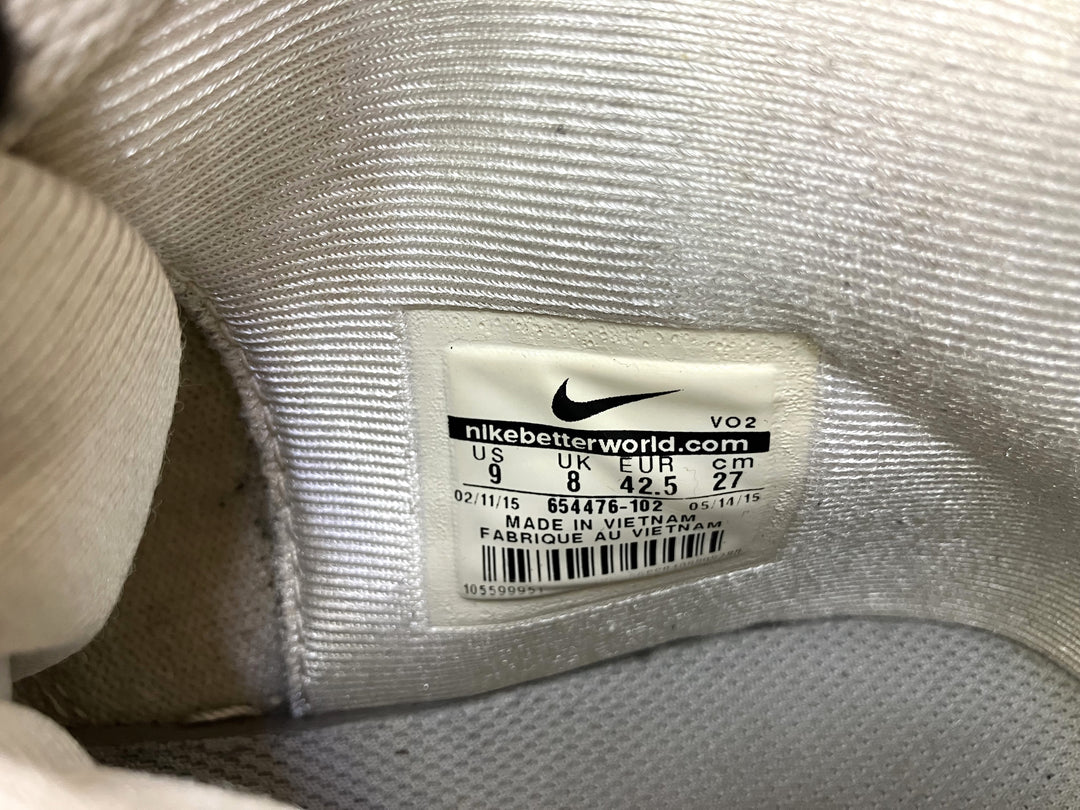 VO2
nikebetterworld.com
US UK EUR cm
9 8 42.5 27
02/11/15 654476-102 05/14/15
MADE IN VIETNAM
FABRIQUE AU VIETNAM